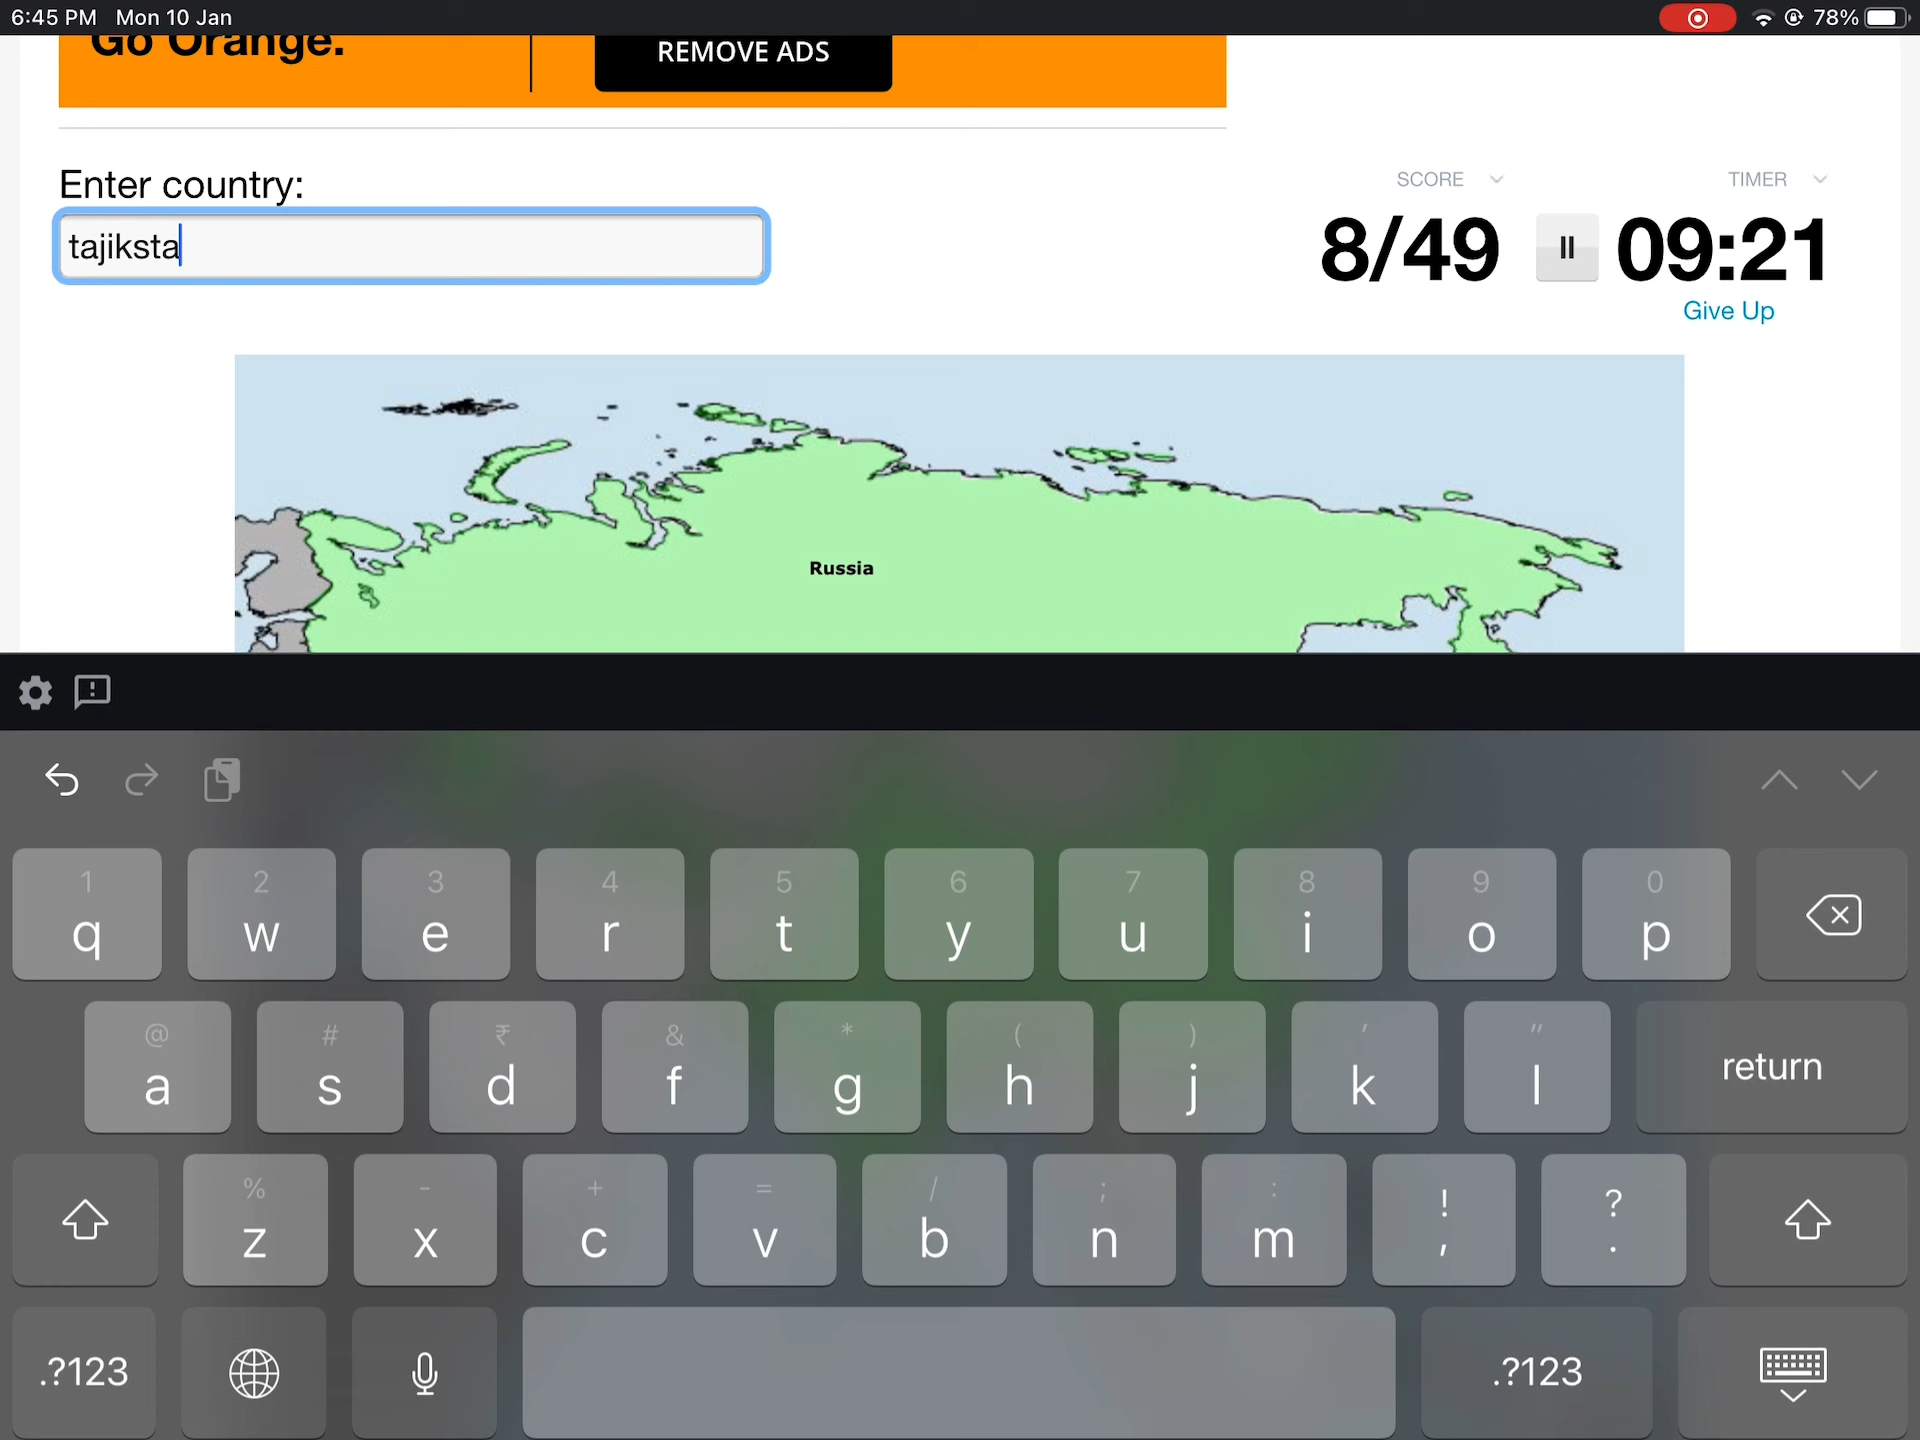 6:45 PM Mon 10 Jan 78%
Go Orange.
REMOVE ADS
Enter country:
SCORE TIMER
tajiksta
8/49 09:21
Give Up
Russia
1 2 3 4 5 6 7 8 9 0
q w e r t y u i o p
@ # ₹ & * ( ) ' "
a s d f g h j k l return
% - + = / ; : ! ?
z x c v b n m , .
.?123 .?123